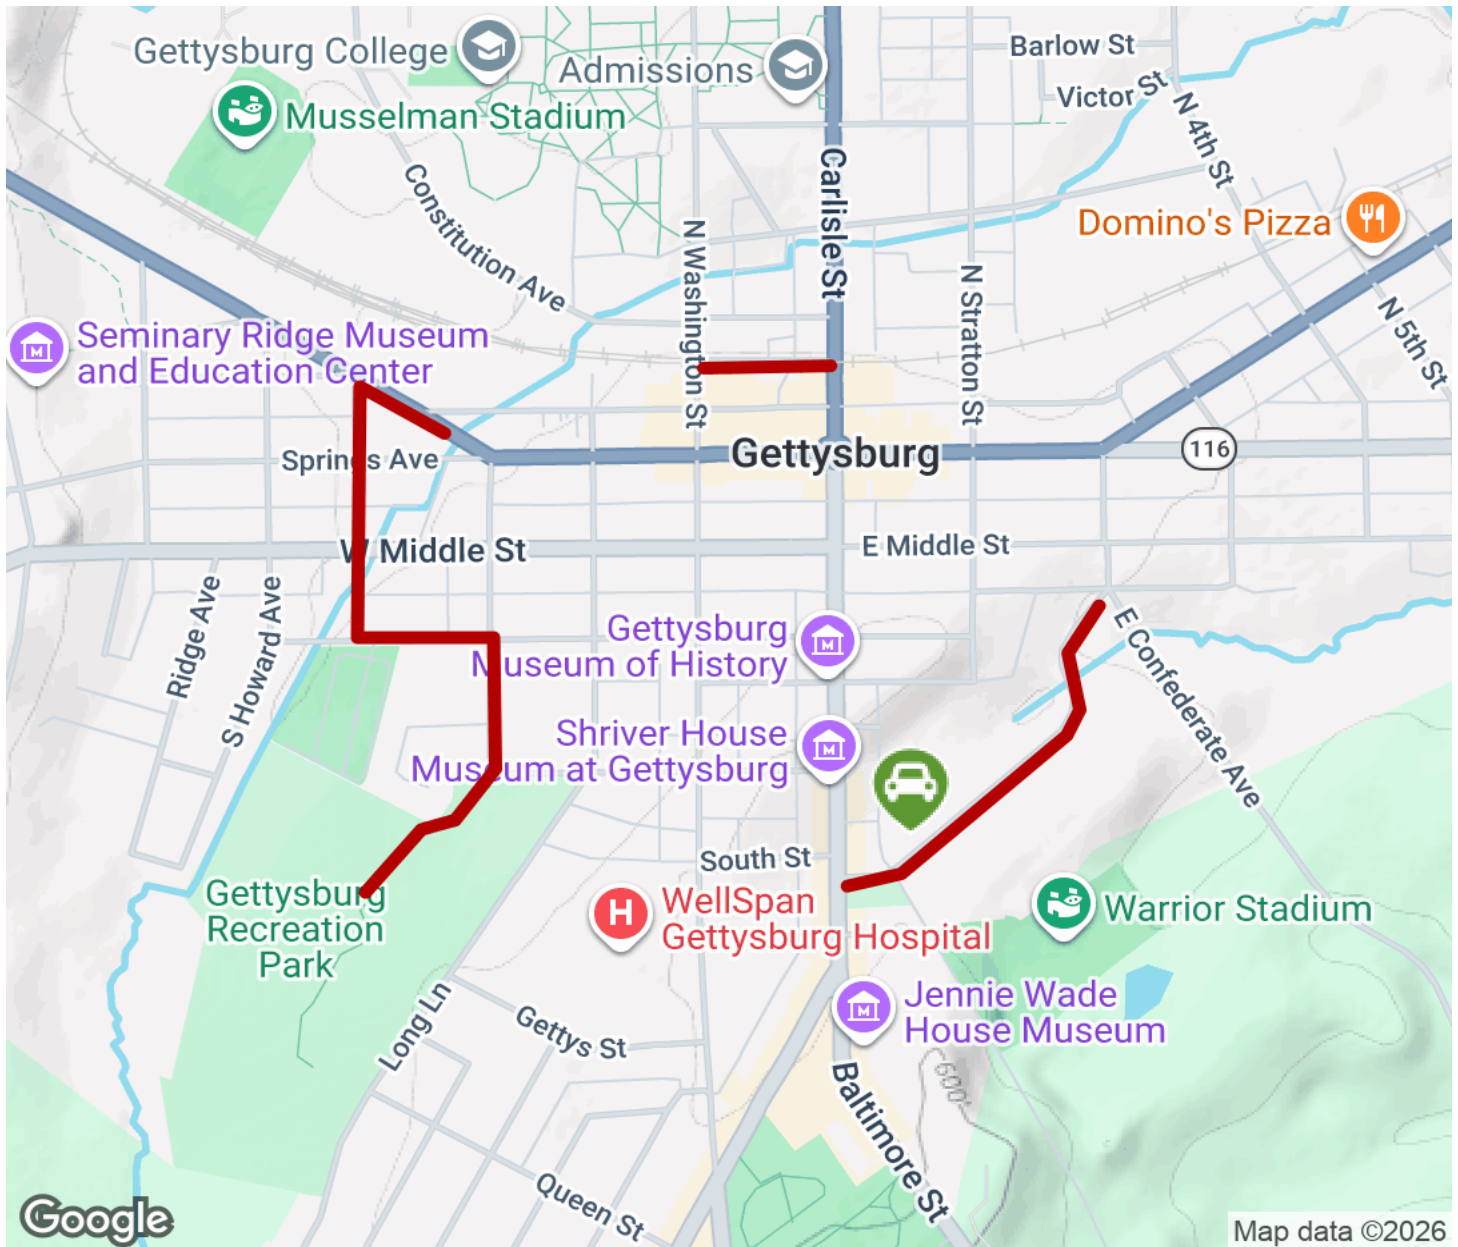 Gettysburg College
Admissions
Barlow St
Victor St
Musselman Stadium
N 4th St
Constitution Ave
Carlisle St
N Washington St
Domino's Pizza
N Stratton St
N 5th St
Seminary Ridge Museum
and Education Center
Springs Ave
Gettysburg
116
W Middle St
E Middle St
Ridge Ave
S Howard Ave
Gettysburg
Museum of History
E Confederate Ave
Shriver House
Museum at Gettysburg
South St
Gettysburg
Recreation
Park
H
WellSpan
Gettysburg Hospital
Warrior Stadium
Long Ln
Gettys St
Jennie Wade
House Museum
600'
Baltimore St
Queen St
Google
Map data ©2026